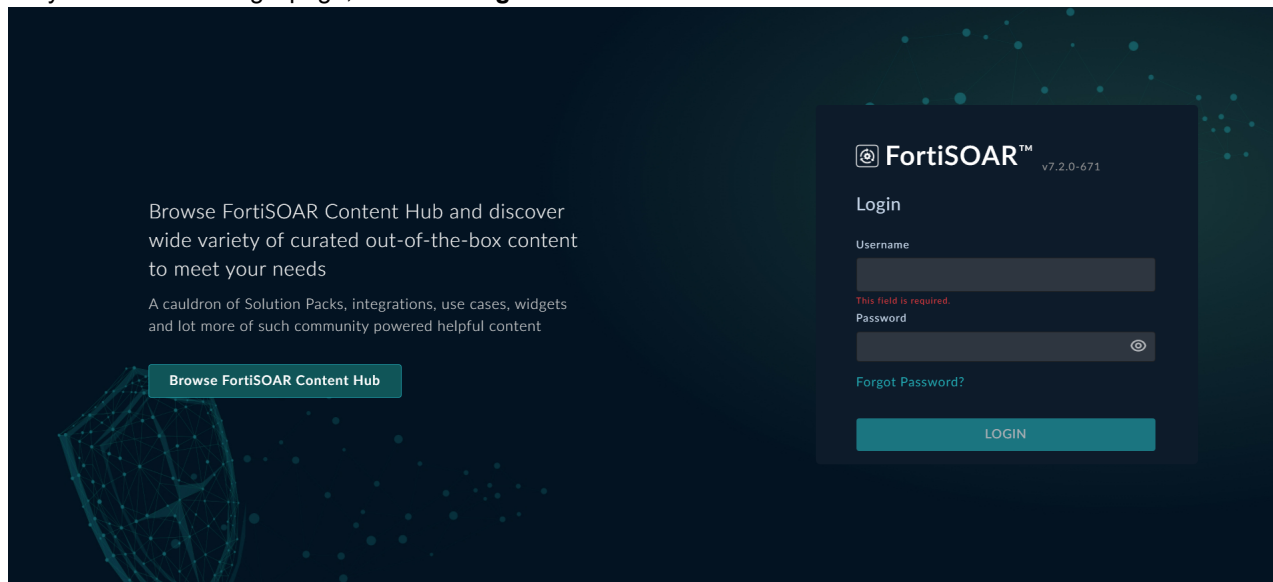 Browse FortiSOAR Content Hub and discover
wide variety of curated out-of-the-box content
to meet your needs
A cauldron of Solution Packs, integrations, use cases, widgets
and lot more of such community powered helpful content
Browse FortiSOAR Content Hub
FortiSOAR™ v7.2.0-671
Login
Username
This field is required.
Password
Forgot Password?
LOGIN